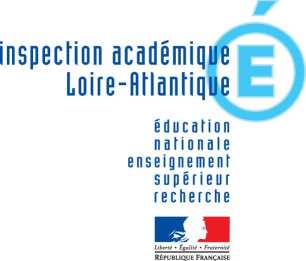 inspection académique
Loire-Atlantique
É
éducation
nationale
enseignement
supérieur
recherche
Liberté • Égalité • Fraternité
RÉPUBLIQUE FRANÇAISE